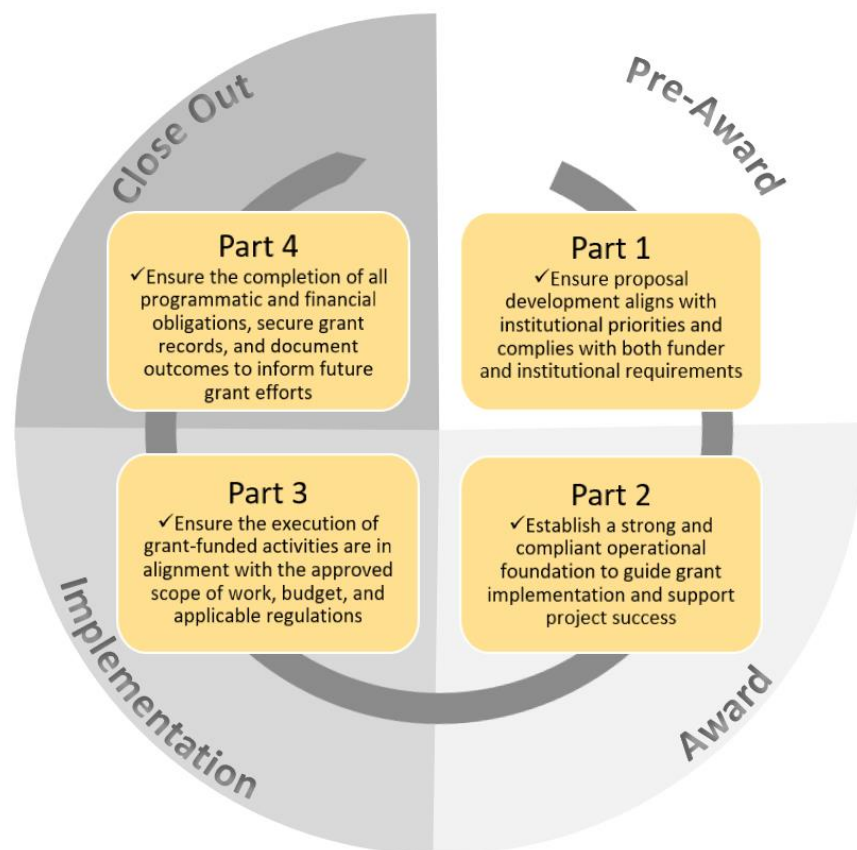 Close Out
Pre-Award
Part 4
✓Ensure the completion of all
programmatic and financial
obligations, secure grant
records, and document
outcomes to inform future
grant efforts
Part 1
✓Ensure proposal
development aligns with
institutional priorities and
complies with both funder
and institutional requirements
Part 3
✓Ensure the execution of
grant-funded activities are in
alignment with the approved
scope of work, budget, and
applicable regulations
Part 2
✓Establish a strong and
compliant operational
foundation to guide grant
implementation and support
project success
Implementation
Award